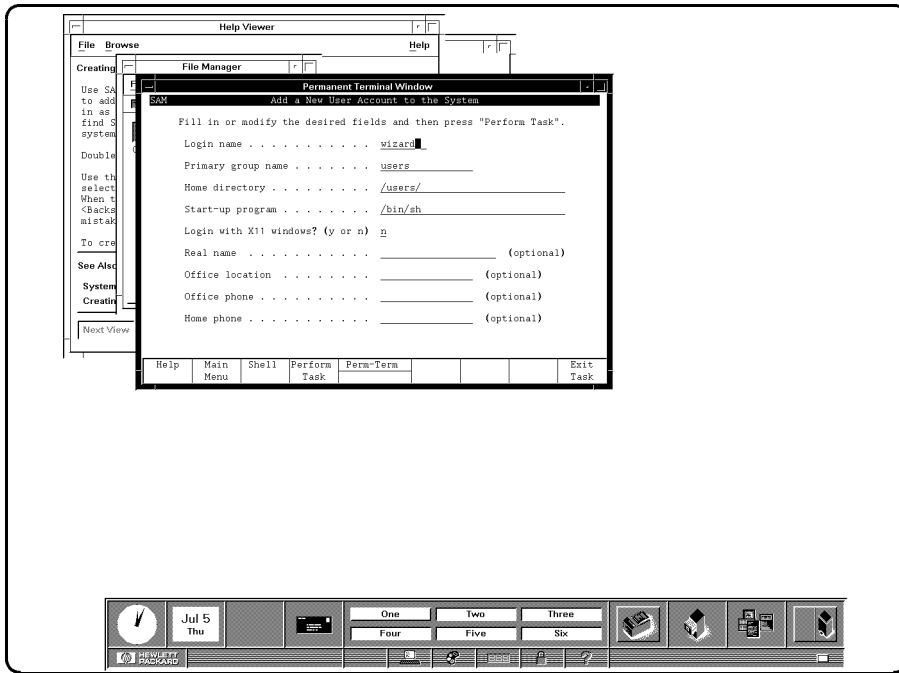 Help Viewer
File Browse Help
Creating
Use SA
to add
in as
find S
system
Double
Use th
select
When t
<Backs
mistak
To cre
See Also
System
Creatin
Next View
File Manager
F
Permanent Terminal Window
SAM Add a New User Account to the System
Fill in or modify the desired fields and then press "Perform Task".
Login name . . . . . . . . . . . wizard
Primary group name . . . . . . . users
Home directory . . . . . . . . . /users/
Start-up program . . . . . . . . /bin/sh
Login with X11 windows? (y or n) n
Real name . . . . . . . . . . . (optional)
Office location . . . . . . . . (optional)
Office phone . . . . . . . . . . (optional)
Home phone . . . . . . . . . . . (optional)
Help Main Shell Perform Perm-Term Exit
Menu Task Task
Jul 5
Thu
One Two Three
Four Five Six
hp HEWLETT
PACKARD
?